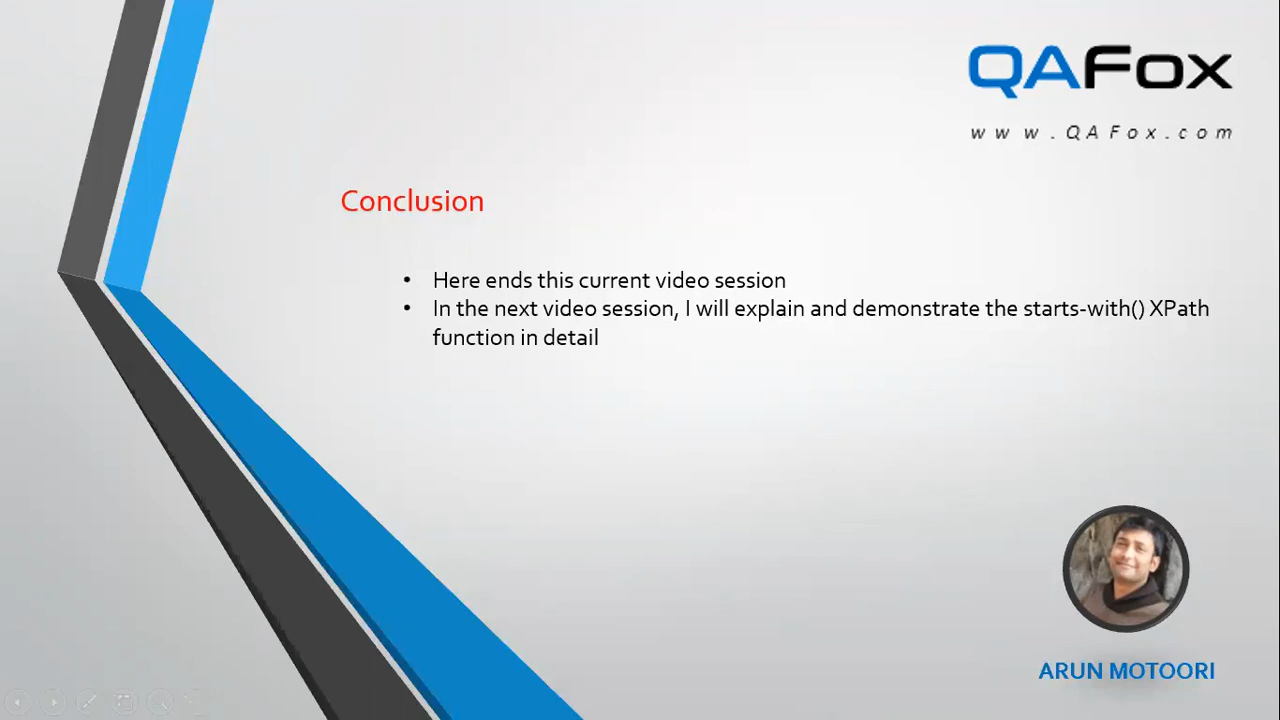 QAFox
www.QAFox.com
Conclusion
• Here ends this current video session
• In the next video session, I will explain and demonstrate the starts-with() XPath
function in detail
ARUN MOTOORI